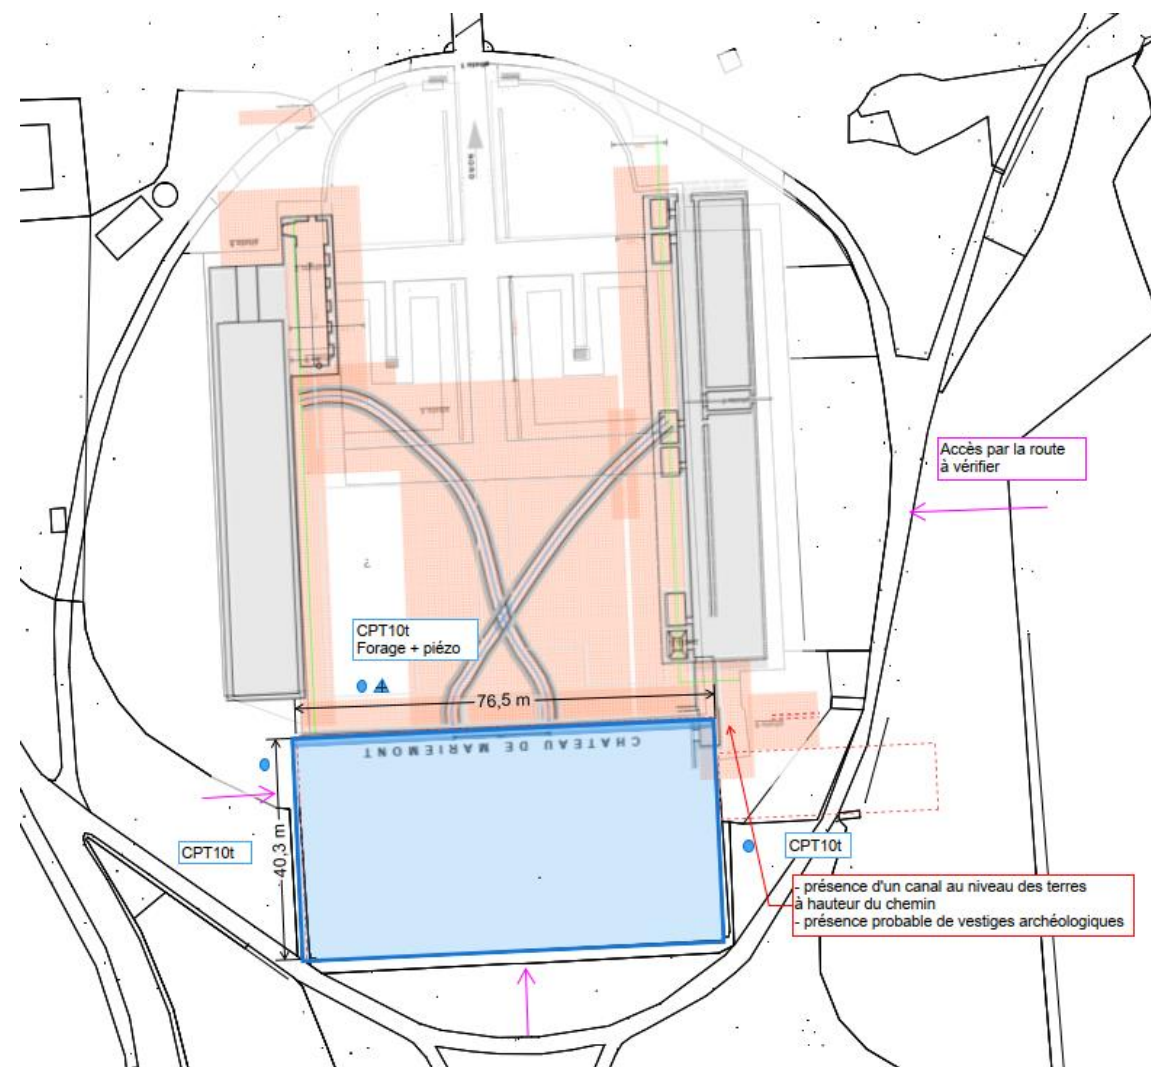 NORD
Accès par la route
à vérifier
?
CPT10t
Forage + piézo
76,5 m
CHATEAU DE MARIEMONT
40,3 m
CPT10t
CPT10t
- présence d'un canal au niveau des terres
à hauteur du chemin
- présence probable de vestiges archéologiques